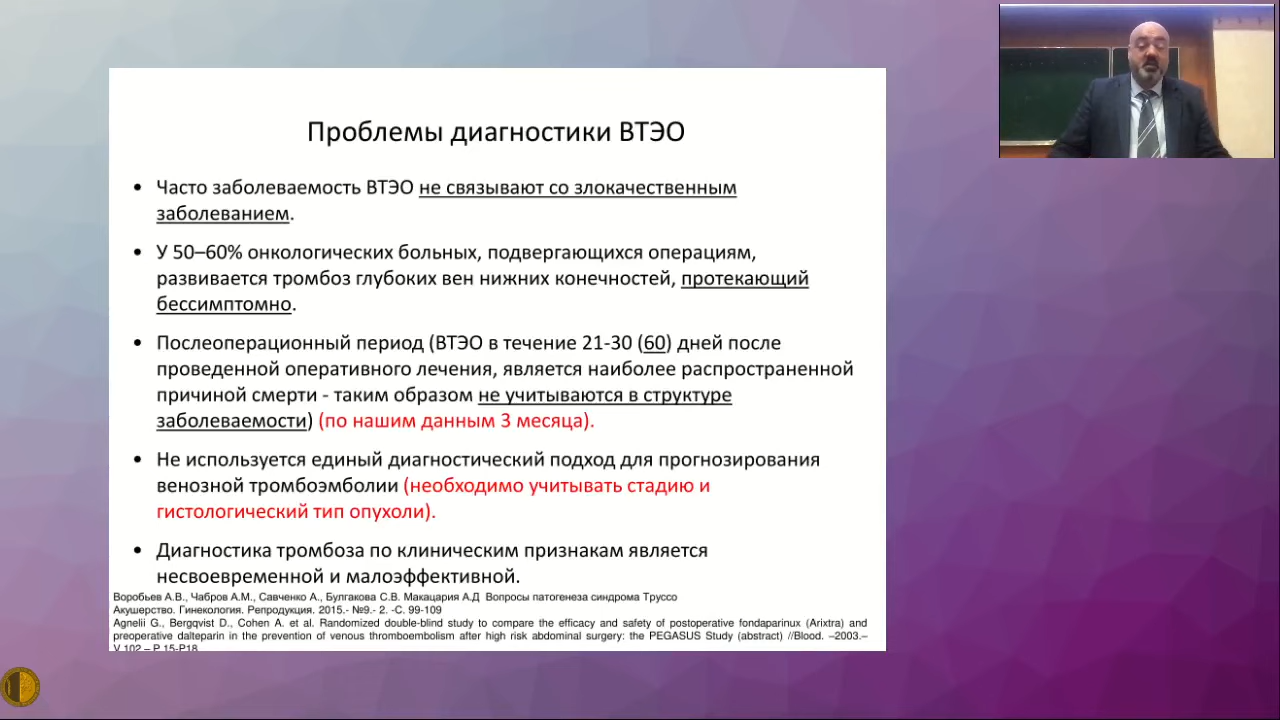 Проблемы диагностики ВТЭО
• Часто заболеваемость ВТЭО не связывают со злокачественным
заболеванием.
• У 50–60% онкологических больных, подвергающихся операциям,
развивается тромбоз глубоких вен нижних конечностей, протекающий
бессимптомно.
• Послеоперационный период (ВТЭО в течение 21-30 (60) дней после
проведенной оперативного лечения, является наиболее распространенной
причиной смерти - таким образом не учитываются в структуре
заболеваемости) (по нашим данным 3 месяца).
• Не используется единый диагностический подход для прогнозирования
венозной тромбоэмболии (необходимо учитывать стадию и
гистологический тип опухоли).
• Диагностика тромбоза по клиническим признакам является
несвоевременной и малоэффективной.
Воробьев А.В., Чабров А.М., Савченко А., Булгакова С.В. Макацария А.Д Вопросы патогенеза синдрома Труссо
Акушерство. Гинекология. Репродукция. 2015.- №9.- 2. -С. 99-109
Agnelii G., Bergqvist D., Cohen A. et al. Randomized double-blind study to compare the efficacy and safety of postoperative fondaparinux (Arixtra) and
preoperative dalteparin in the prevention of venous thromboembolism after high risk abdominal surgery: the PEGASUS Study (abstract) //Blood. –2003.–
V.102 – P.15-P18